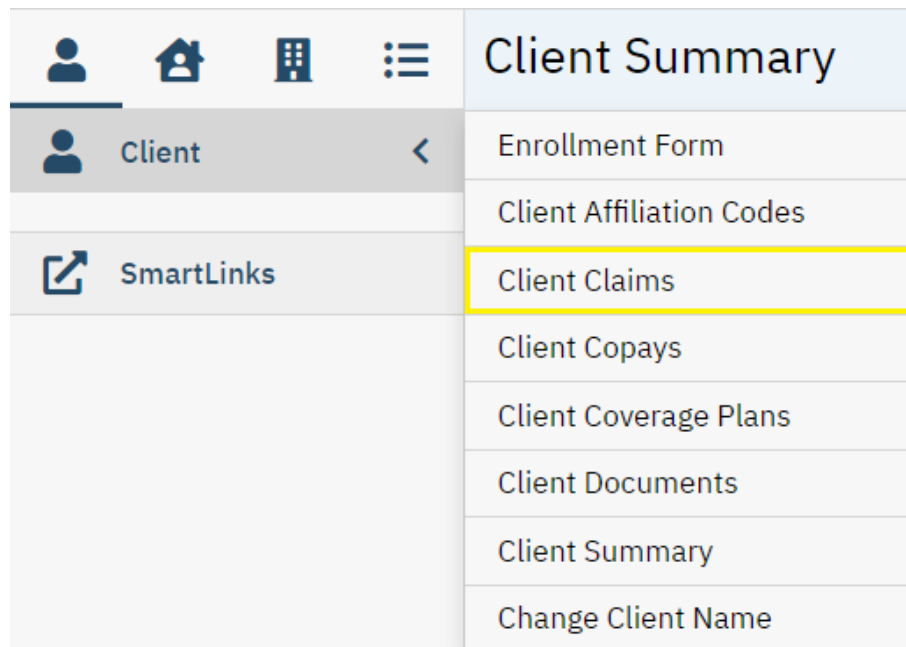 Client Summary
Client
SmartLinks
Enrollment Form
Client Affiliation Codes
Client Claims
Client Copays
Client Coverage Plans
Client Documents
Client Summary
Change Client Name